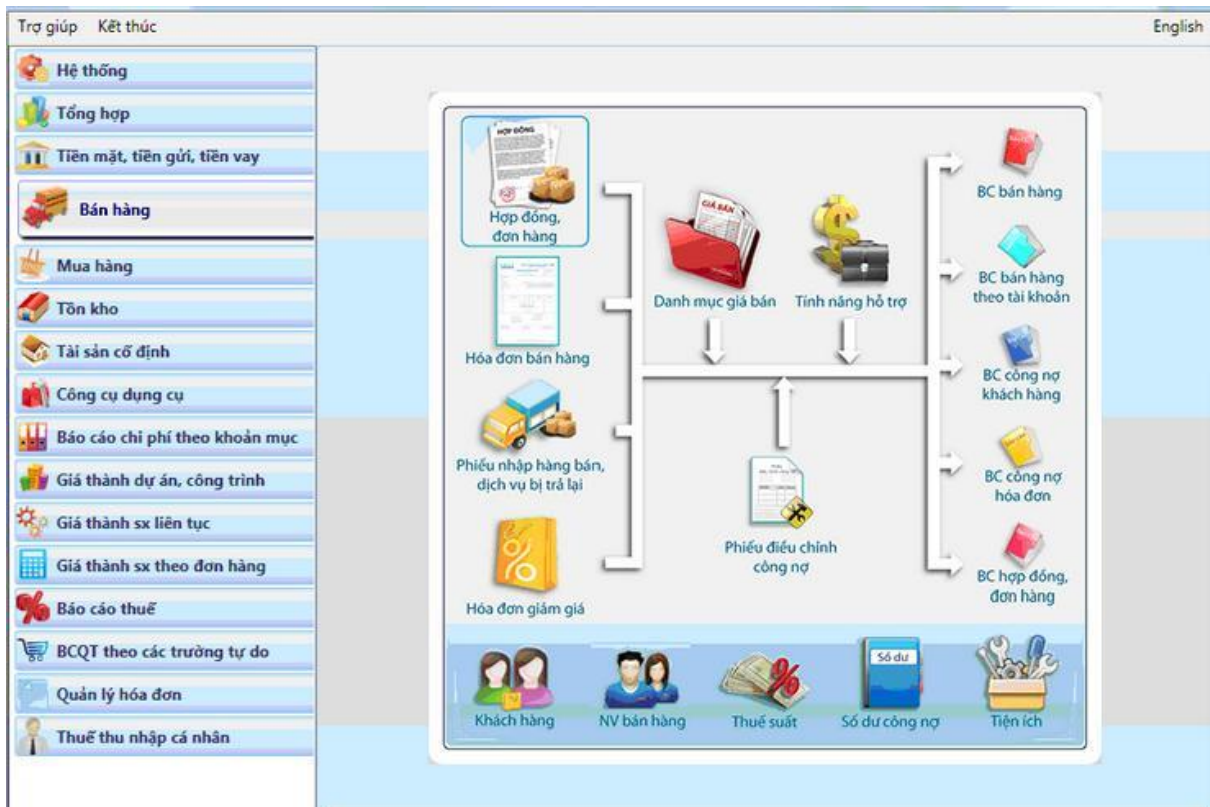 Trợ giúp Kết thúc English
Hệ thống
Tổng hợp
Tiền mặt, tiền gửi, tiền vay
Bán hàng
Mua hàng
Tồn kho
Tài sản cố định
Công cụ dụng cụ
Báo cáo chi phí theo khoản mục
Giá thành dự án, công trình
Giá thành sx liên tục
Giá thành sx theo đơn hàng
Báo cáo thuế
BCQT theo các trường tự do
Quản lý hóa đơn
Thuế thu nhập cá nhân
HỢP ĐỒNG
Hợp đồng,
đơn hàng
Hóa đơn bán hàng
Phiếu nhập hàng bán,
dịch vụ bị trả lại
Hóa đơn giảm giá
GIÁ BÁN
Danh mục giá bán
Tính năng hỗ trợ
Phiếu điều chỉnh
công nợ
BC bán hàng
BC bán hàng
theo tài khoản
BC công nợ
khách hàng
BC công nợ
hóa đơn
BC hợp đồng,
đơn hàng
Khách hàng
NV bán hàng
Thuế suất
Số dư
Số dư công nợ
Tiện ích